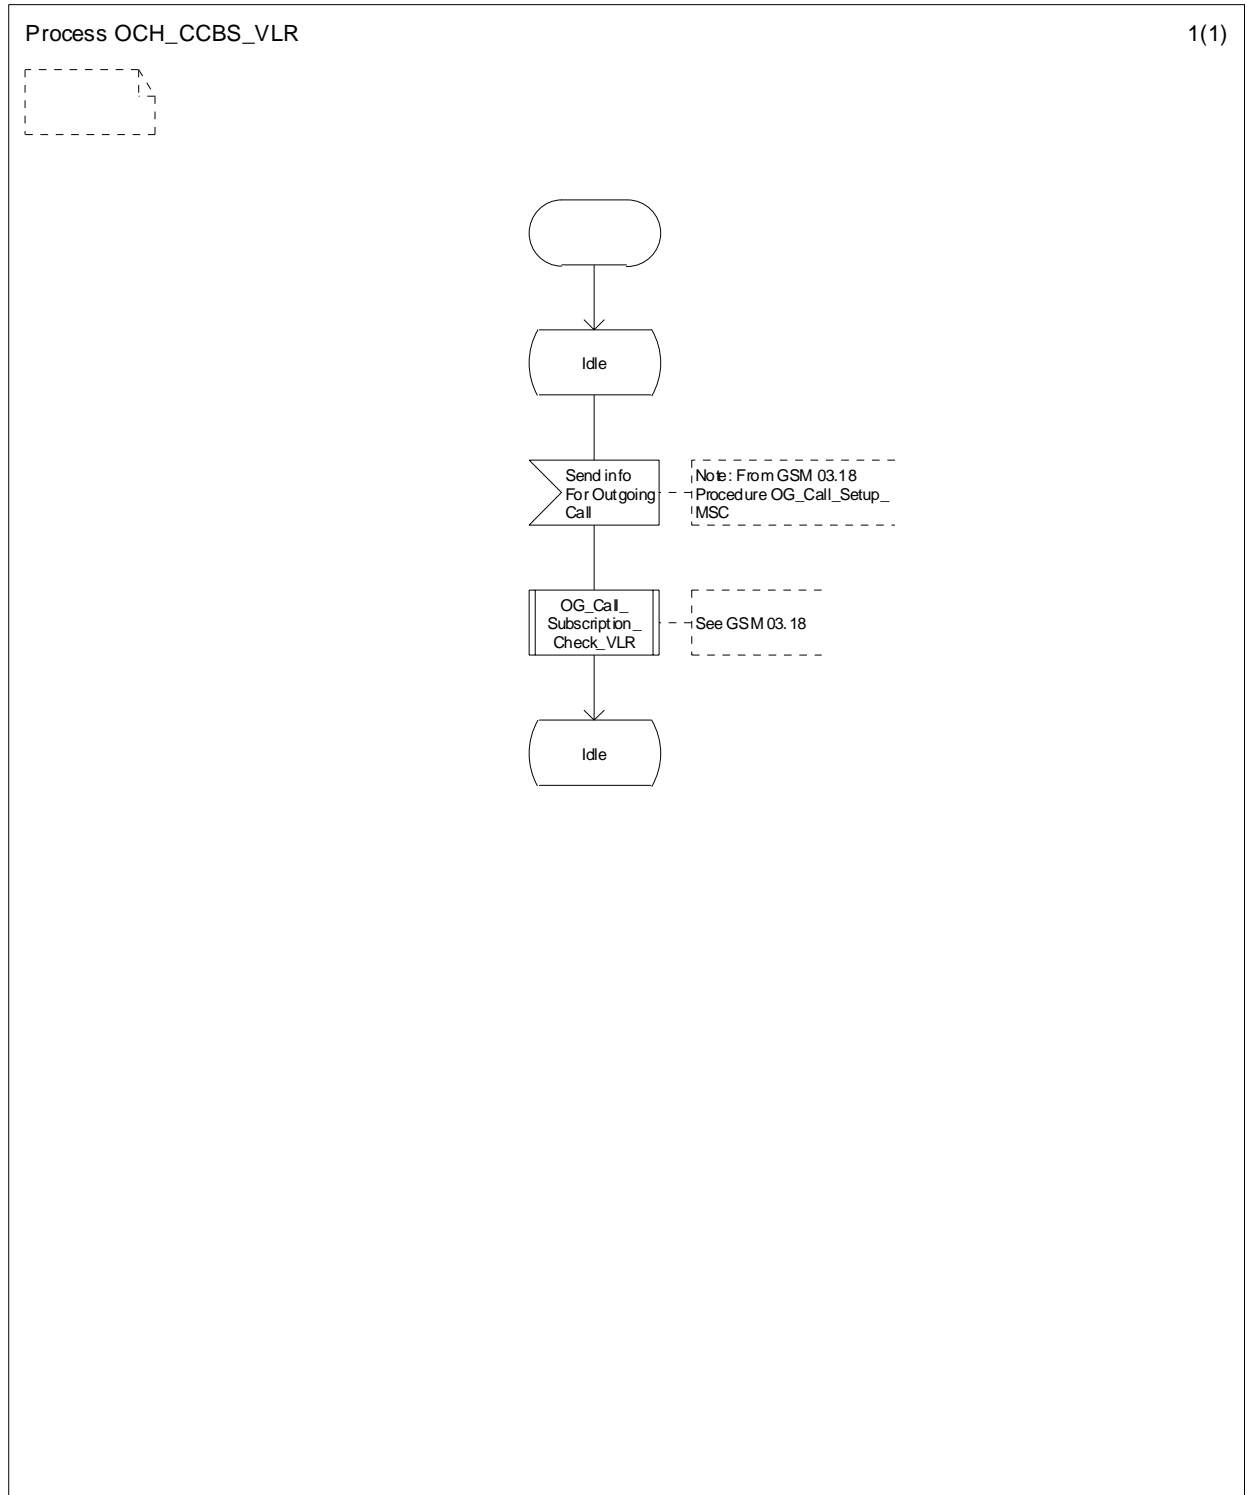 Process OCH_CCBS_VLR
1(1)
Idle
Send info
For Outgoing
Call
Note: From GSM 03.18
Procedure OG_Call_Setup_
MSC
OG_Call_
Subscription_
Check_VLR
See GSM 03.18
Idle